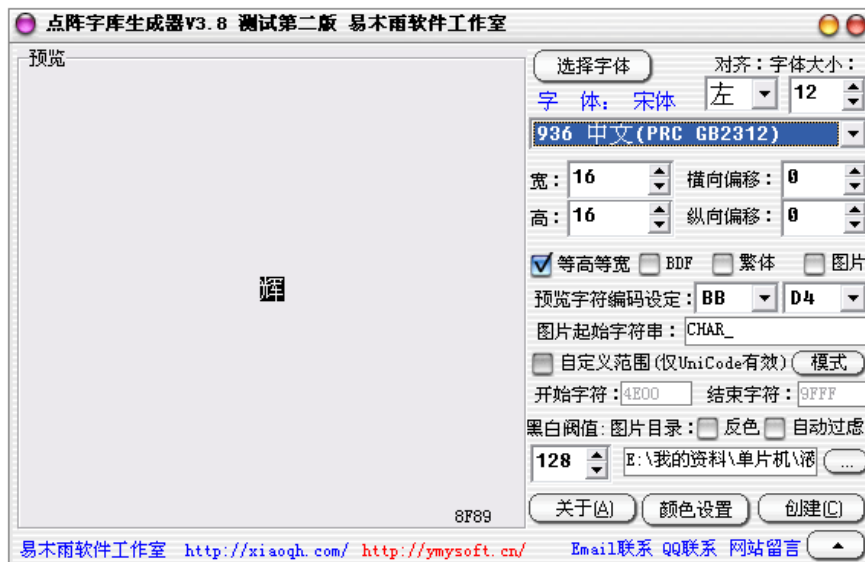 点阵字库生成器V3.8 测试第二版 易木雨软件工作室
预览
选择字体 对齐:字体大小:
字 体: 宋体 左 12
936 中文(PRC GB2312)
宽: 16 横向偏移: 0
高: 16 纵向偏移: 0
辉
等高等宽 BDF 繁体 图片
预览字符编码设定: BB D4
图片起始字符串: CHAR_
自定义范围(仅UniCode有效) 模式
开始字符: 4E00 结束字符: 9FFF
黑白阀值:图片目录: 反色 自动过虑
128 E:\我的资料\单片机\液 ...
8F89
关于(A) 颜色设置 创建(C)
易木雨软件工作室 http://xiaoqh.com/ http://ymysoft.cn/ Email联系 QQ联系 网站留言